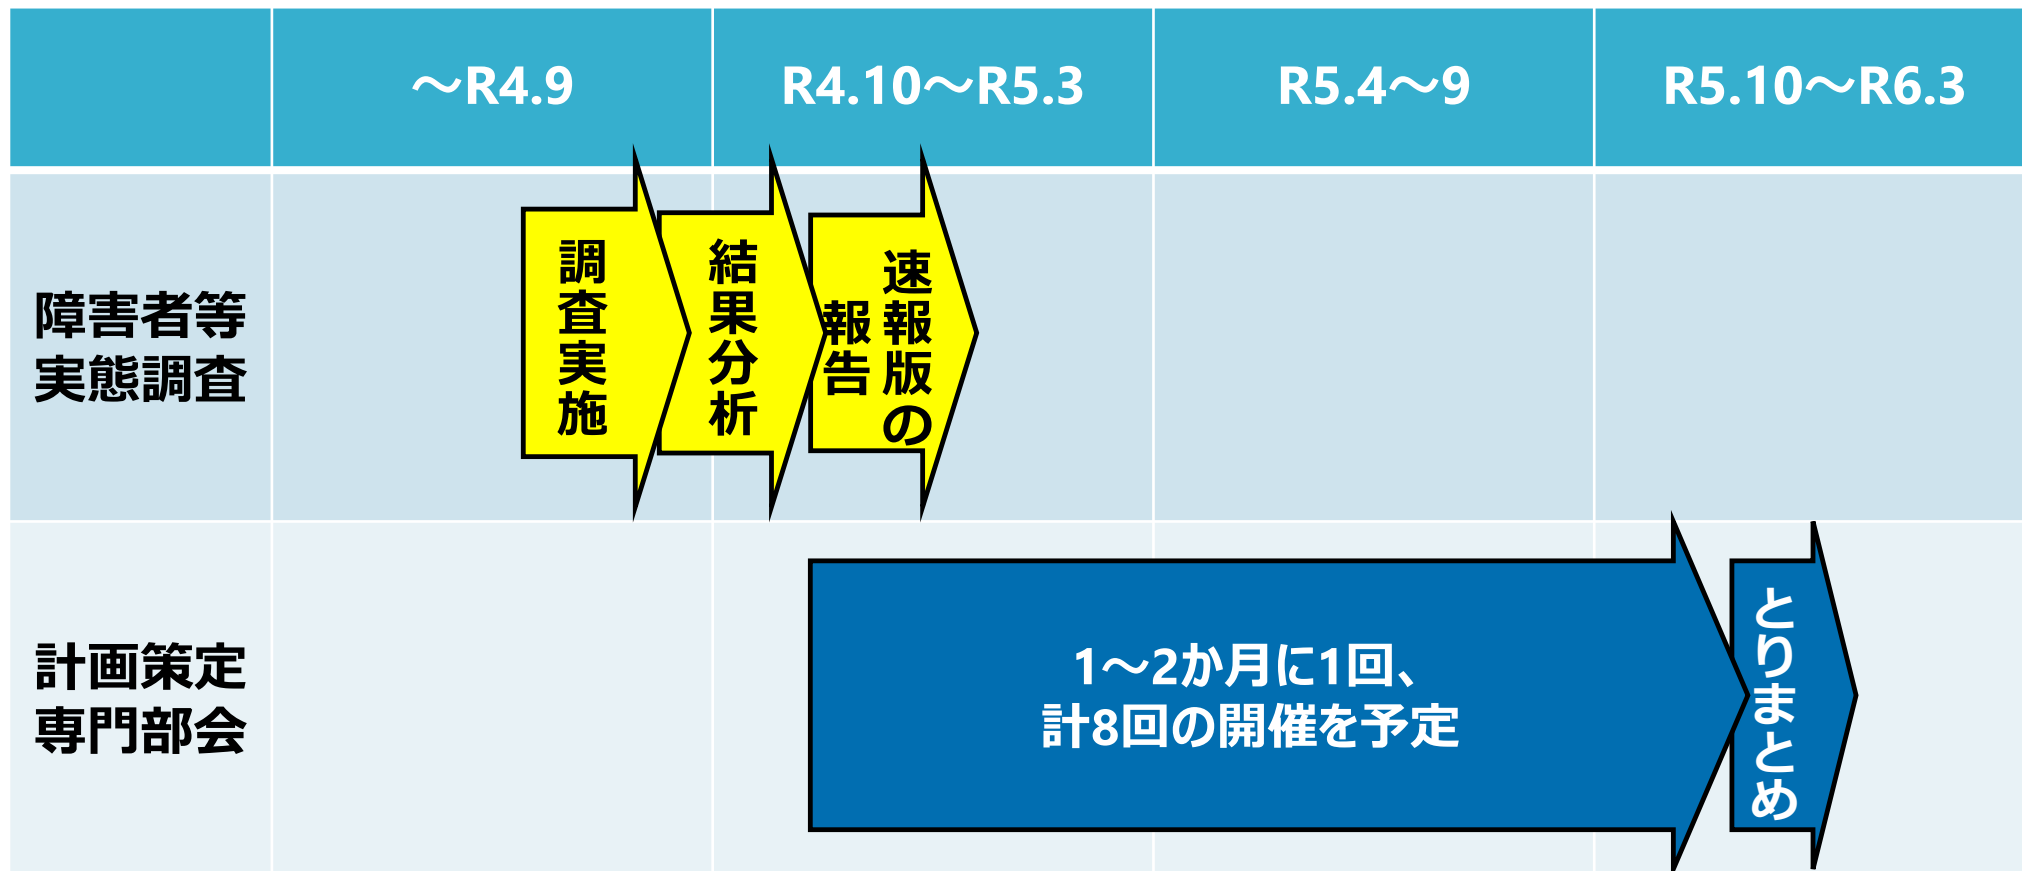 ～R4.9
R4.10～R5.3
R5.4～9
R5.10～R6.3
障害者等
実態調査
調査実施
結果分析
速報版の
報告
計画策定
専門部会
1～2か月に1回、
計8回の開催を予定
とりまとめ